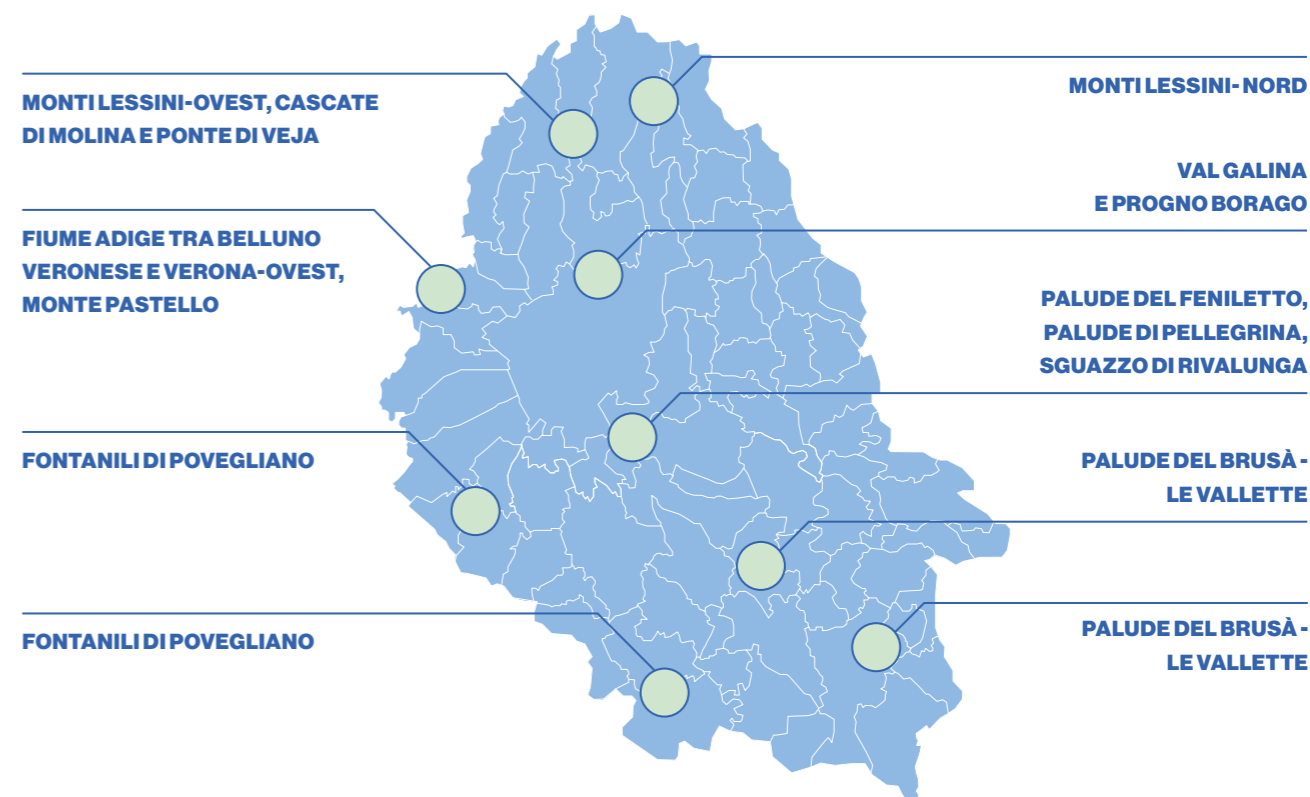 MONTI LESSINI-OVEST, CASCATE
DI MOLINA E PONTE DI VEJA
FIUME ADIGE TRA BELLUNO
VERONESE E VERONA-OVEST,
MONTE PASTELLO
FONTANILI DI POVEGLIANO
FONTANILI DI POVEGLIANO
MONTI LESSINI-NORD
VAL GALINA
E PROGNO BORAGO
PALUDE DEL FENILETTO,
PALUDE DI PELLEGRINA,
SGUAZZO DI RIVALUNGA
PALUDE DEL BRUSÀ -
LE VALLETTE
PALUDE DEL BRUSÀ -
LE VALLETTE